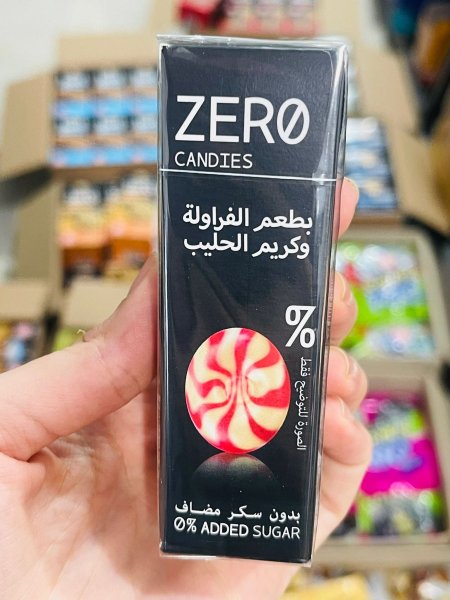 ZERO
CANDIES
بطعم الفراولة
وكريم الحليب
%
الصورة للتوضيح فقط
بدون سكر مضاف
0% ADDED SUGAR